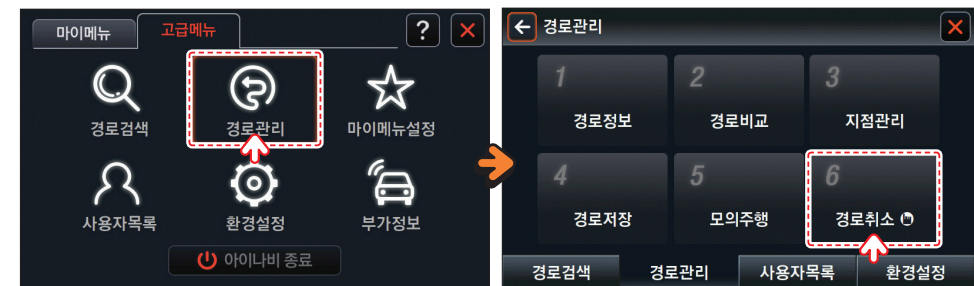 마이메뉴
고급메뉴
?
경로검색
경로관리
마이메뉴설정
사용자목록
환경설정
부가정보
아이나비 종료
경로관리
1
경로정보
2
경로비교
3
지점관리
4
경로저장
5
모의주행
6
경로취소
경로검색
경로관리
사용자목록
환경설정